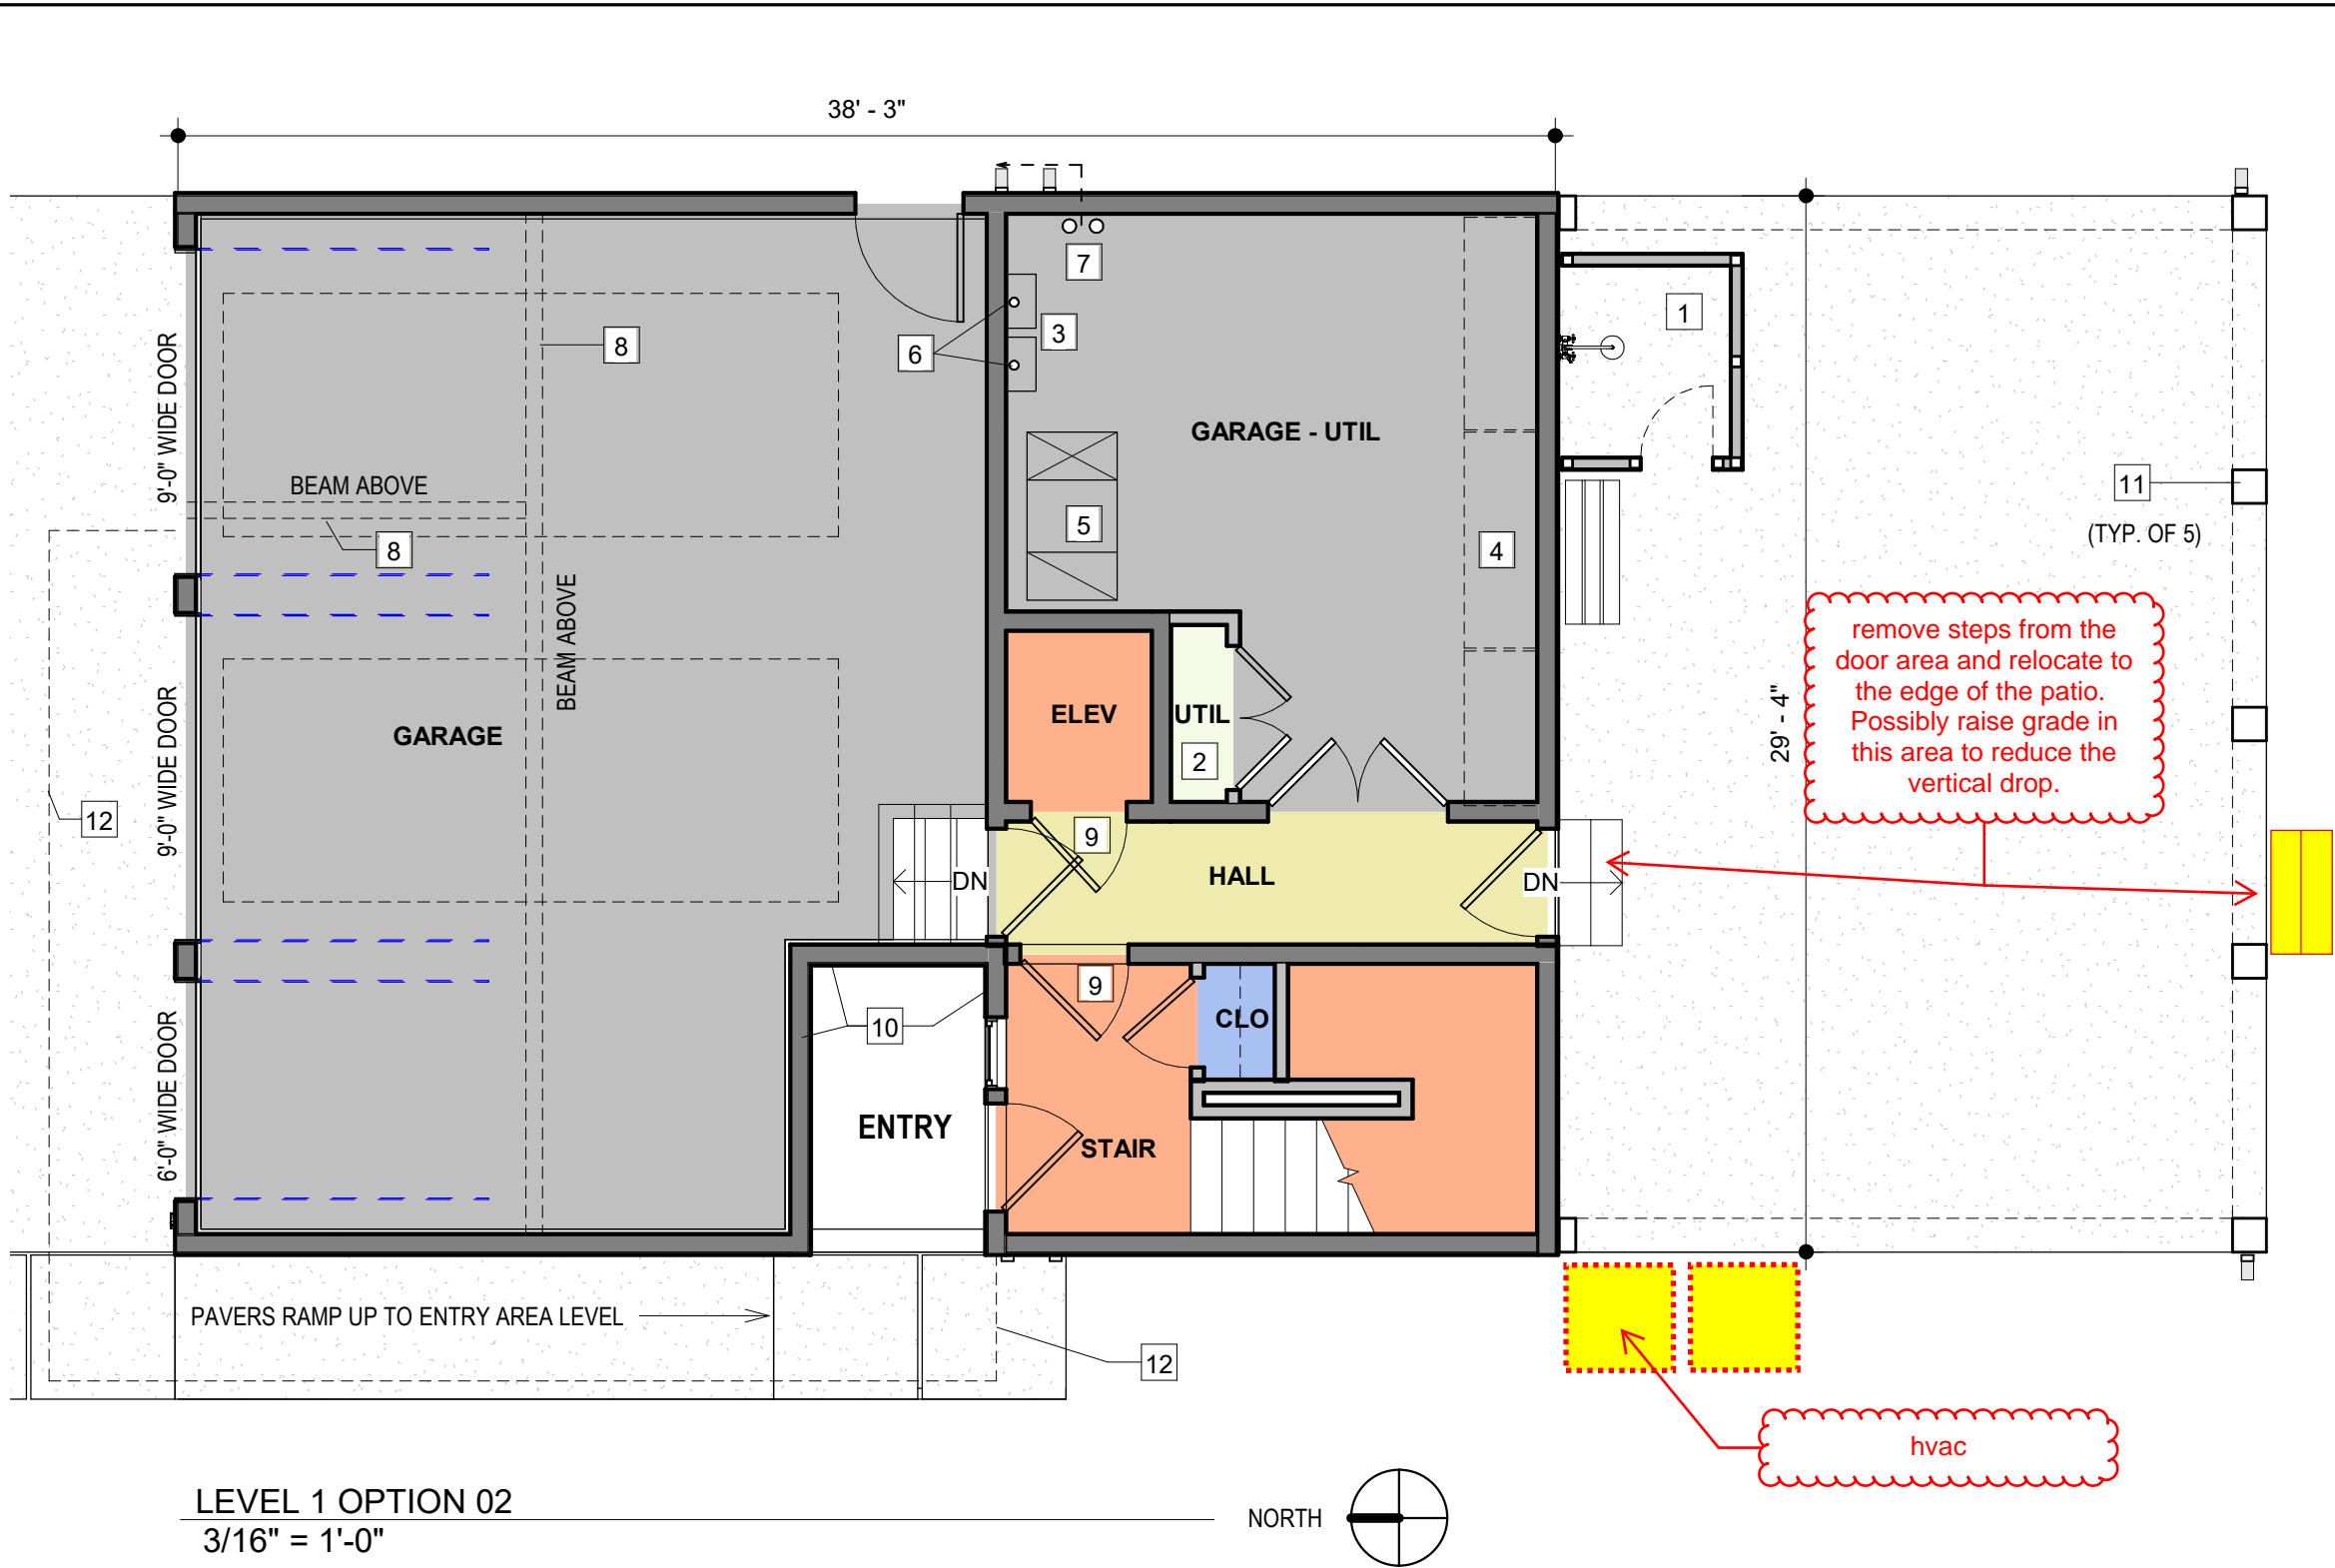 38' - 3"
7
1
3
8
6
9'-0" WIDE DOOR
GARAGE - UTIL
BEAM ABOVE
11
5
(TYP. OF 5)
8
4
BEAM ABOVE
remove steps from the
door area and relocate to
the edge of the patio.
Possibly raise grade in
this area to reduce the
vertical drop.
29' - 4"
ELEV
UTIL
GARAGE
9'-0" WIDE DOOR
2
12
9
HALL
DN
DN
9
10
CLO
6'-0" WIDE DOOR
ENTRY
STAIR
PAVERS RAMP UP TO ENTRY AREA LEVEL
12
hvac
LEVEL 1 OPTION 02
3/16" = 1'-0"
NORTH